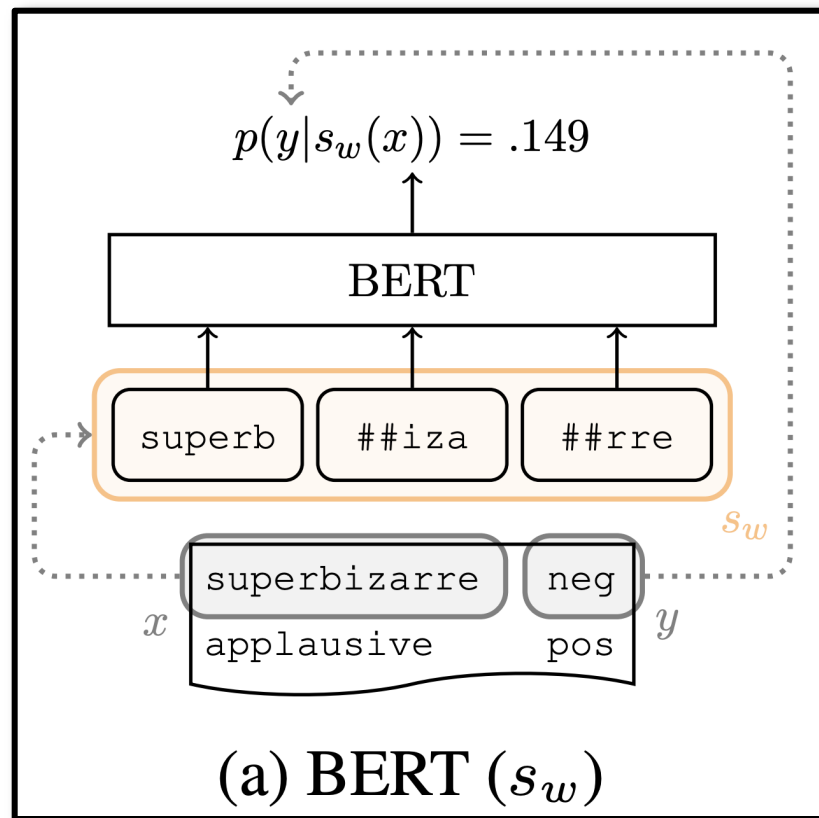 p(y|s_w(x)) = .149
BERT
superb ##iza ##rre
s_w
superbizarre neg
x y
applausive pos
(a) BERT (s_w)